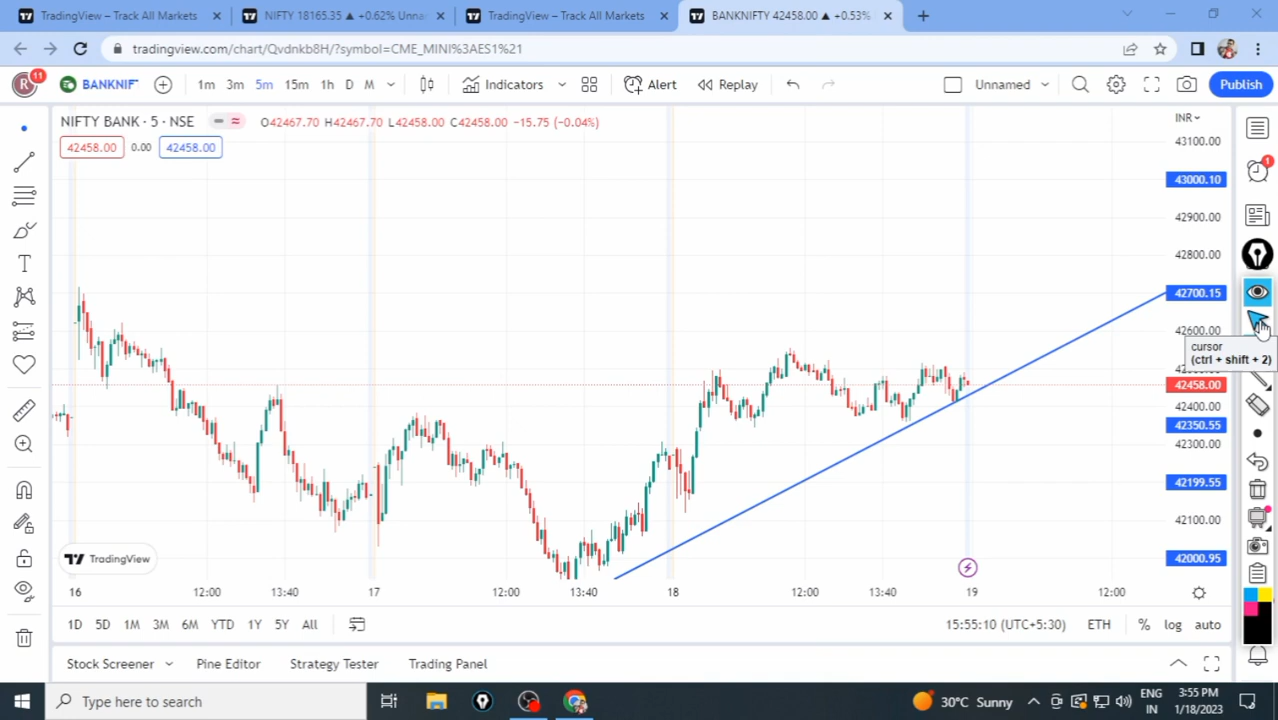 TradingView – Track All Markets
NIFTY 18165.35 ▲ +0.62% Unna
TradingView – Track All Markets
BANKNIFTY 42458.00 ▲ +0.53%
tradingview.com/chart/Qvdnkb8H/?symbol=CME_MINI%3AES1%21
R 11 BANKNIF 1m 3m 5m 15m 1h D M Indicators Alert Replay Unnamed Publish
NIFTY BANK · 5 · NSE O42467.70 H42467.70 L42458.00 C42458.00 −15.75 (−0.04%)
INR
42458.00 0.00 42458.00
43100.00
43000.10
42900.00
42800.00
42700.15
42600.00
42458.00
42400.00
42350.55
42300.00
42199.55
42100.00
42000.95
1
cursor
(ctrl + shift + 2)
T
TradingView
16 12:00 13:40 17 12:00 13:40 18 12:00 13:40 19 12:00
1D 5D 1M 3M 6M YTD 1Y 5Y All 15:55:10 (UTC+5:30) ETH % log auto
Stock Screener Pine Editor Strategy Tester Trading Panel
Type here to search
30°C Sunny
ENG
IN
3:55 PM
1/18/2023